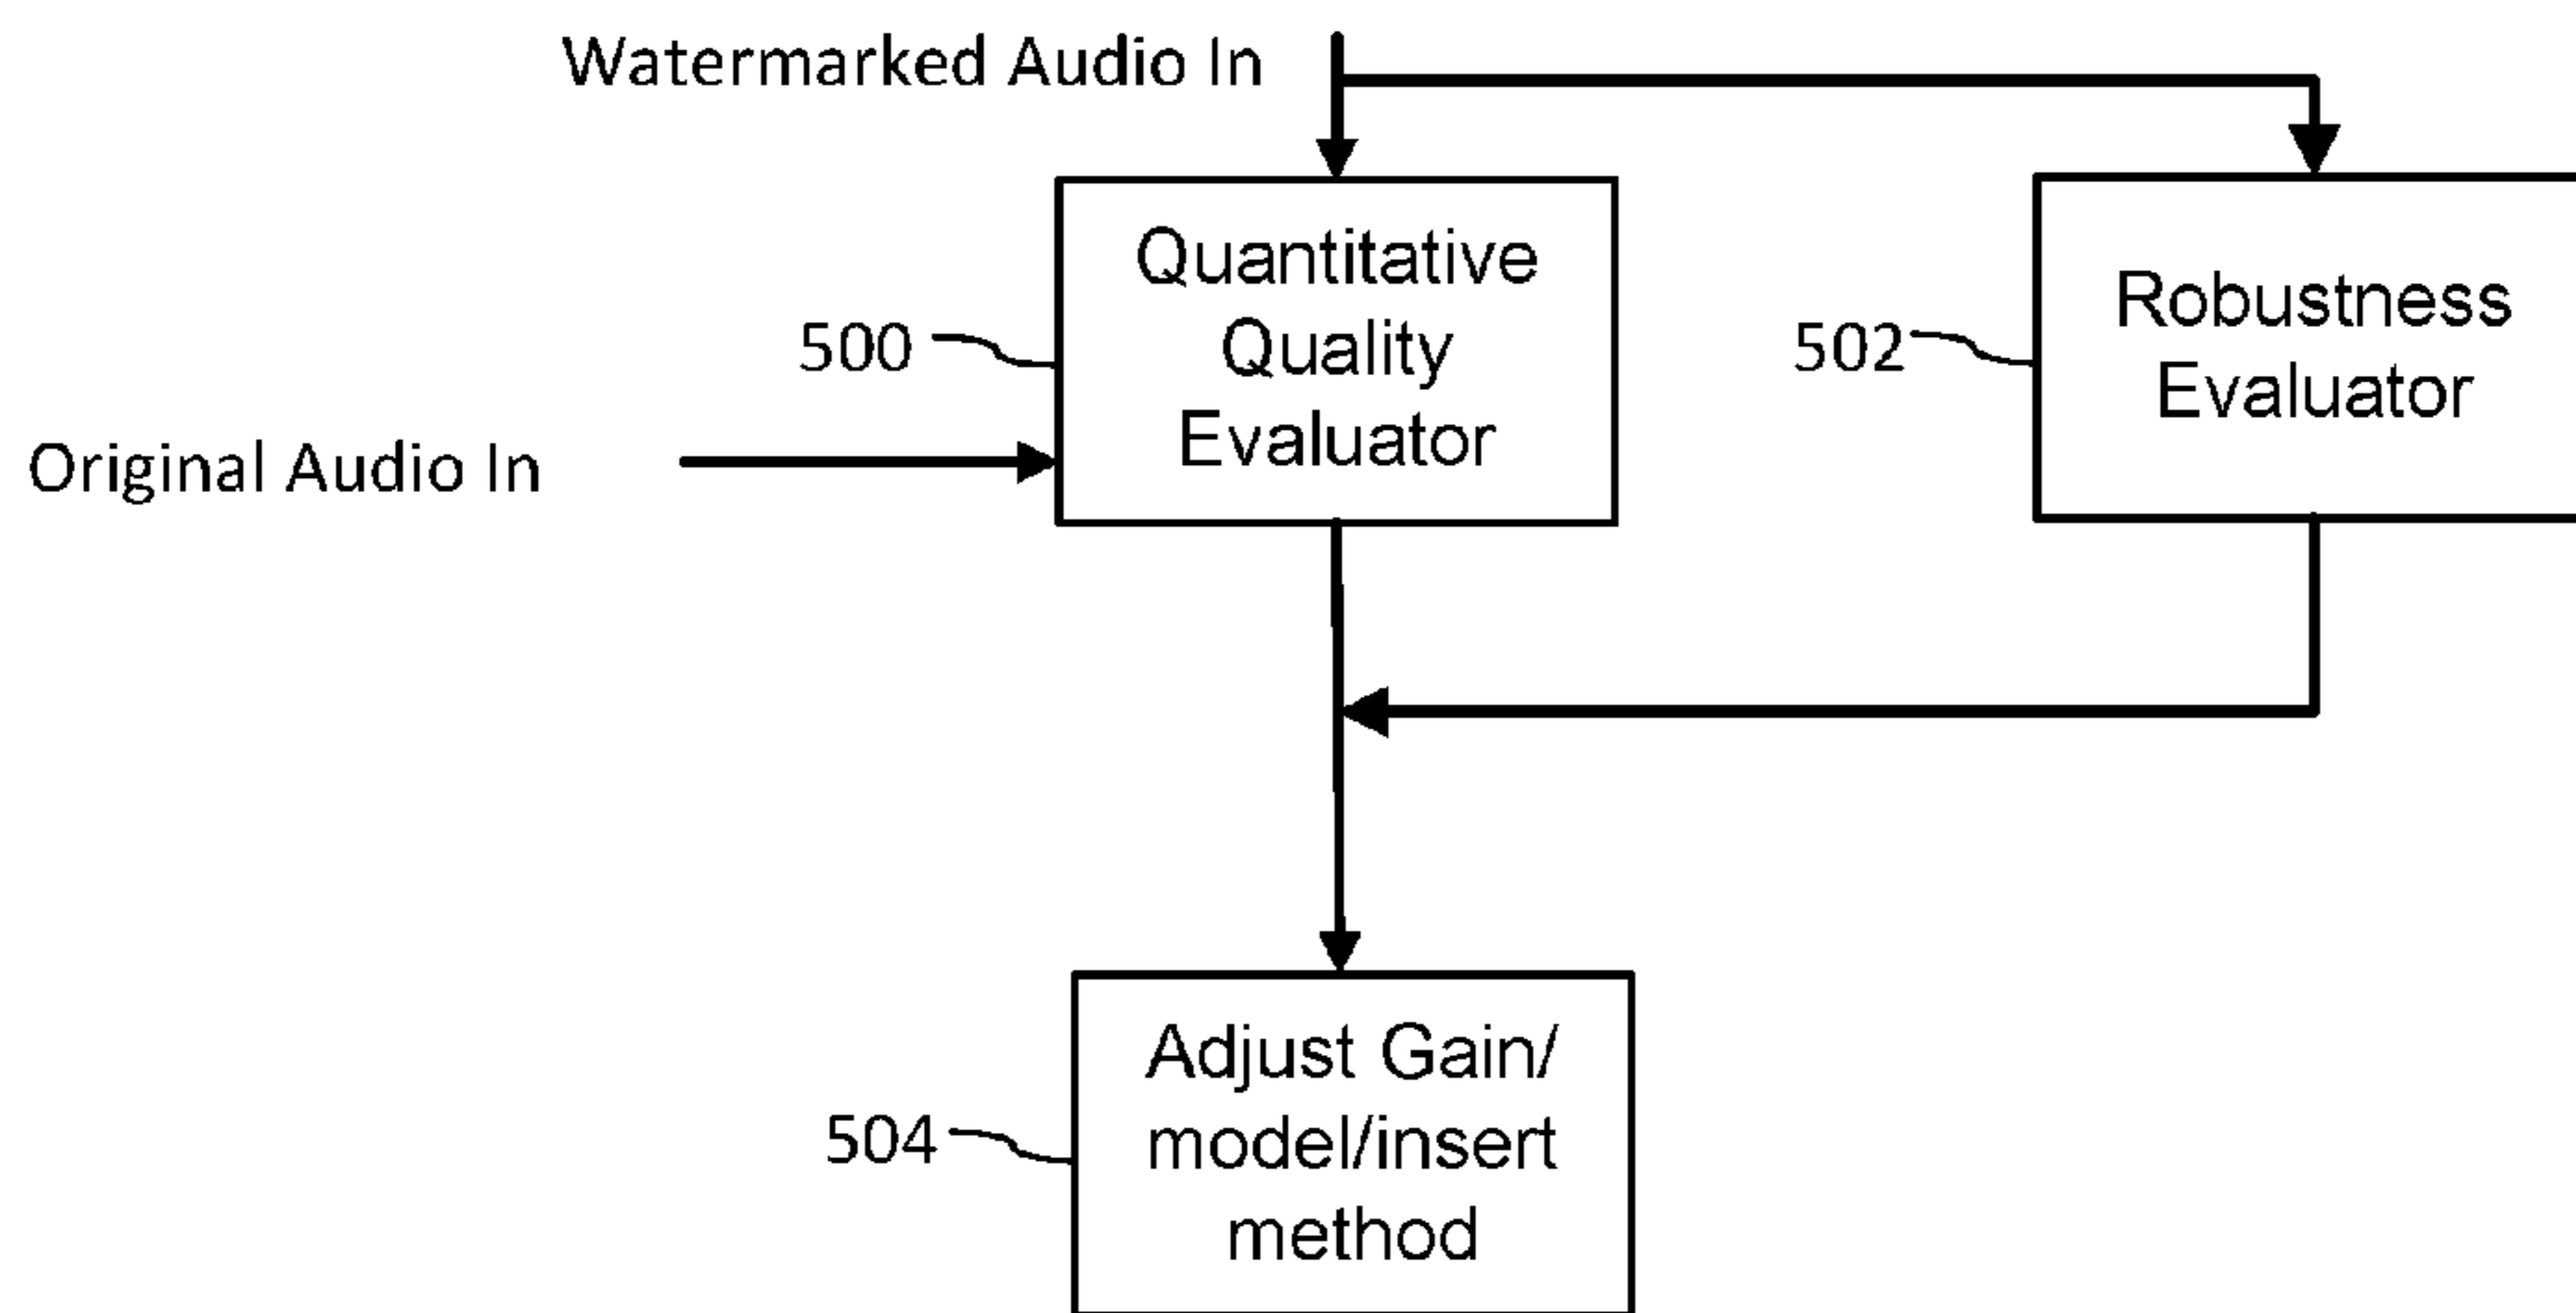 Watermarked Audio In
Quantitative
Quality
Evaluator
500
Robustness
Evaluator
502
Original Audio In
Adjust Gain/
model/insert
method
504